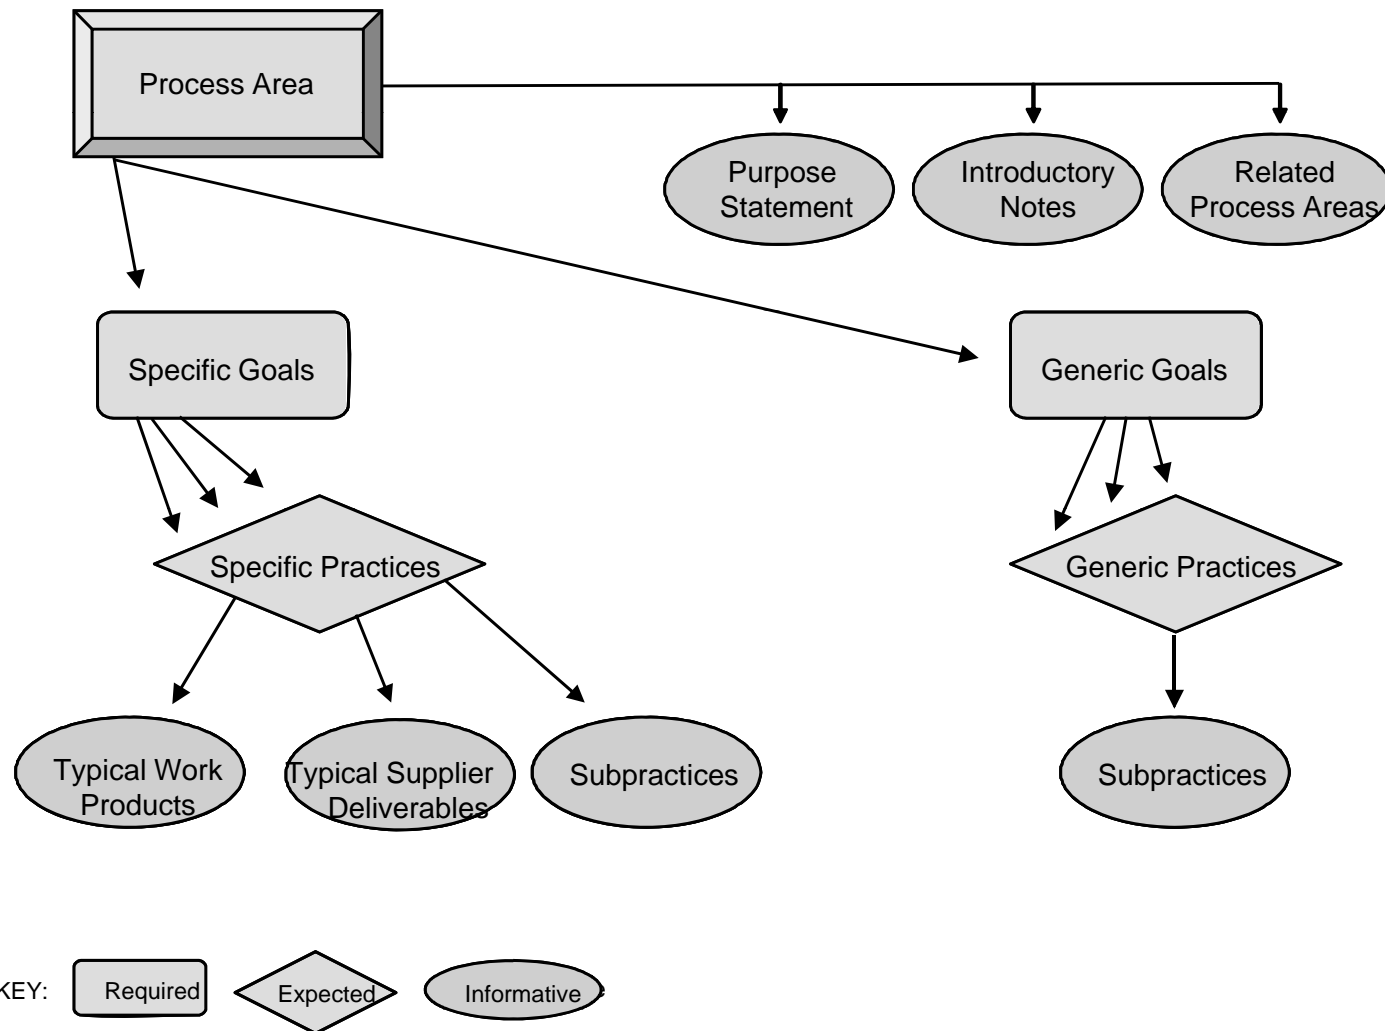 Process Area
Purpose
Statement
Introductory
Notes
Related
Process Areas
Specific Goals
Generic Goals
Specific Practices
Generic Practices
Typical Work
Products
Typical Supplier
Deliverables
Subpractices
Subpractices
KEY:
Required
Expected
Informative